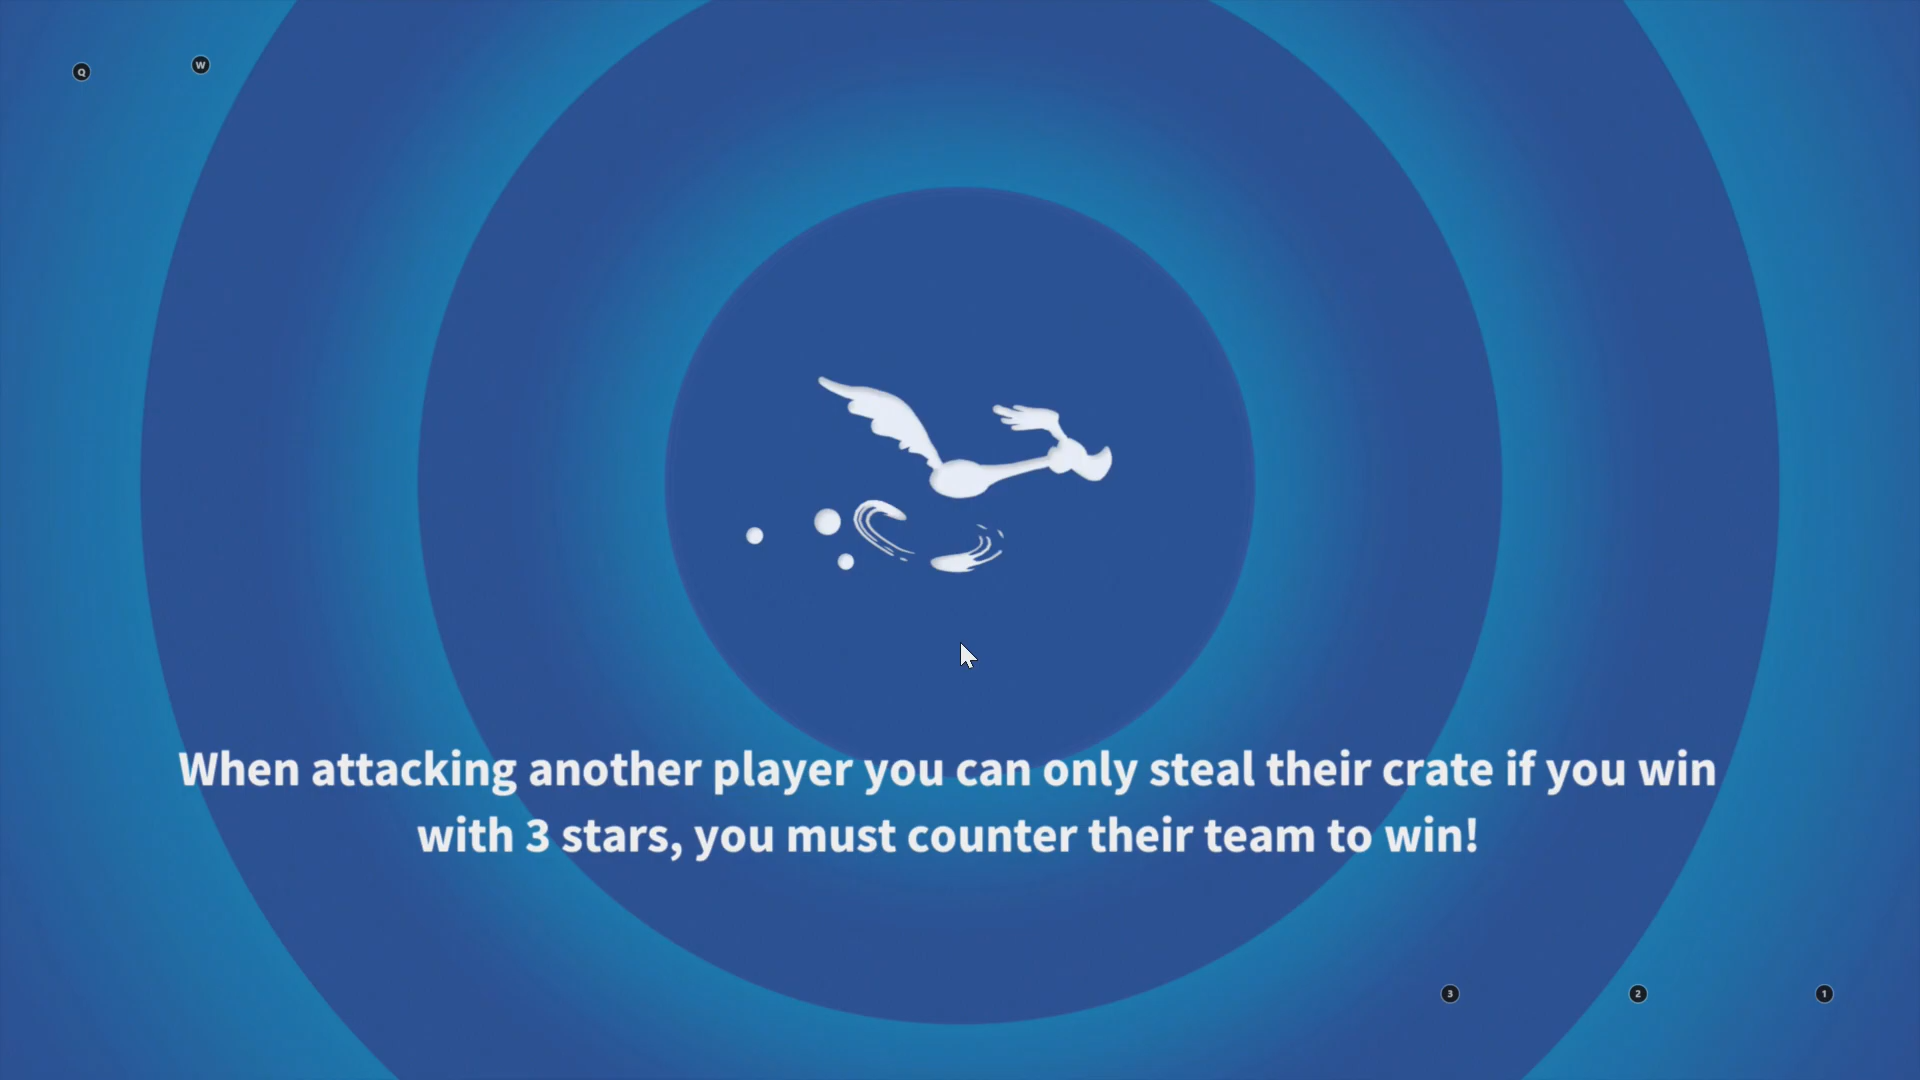 Q
W
When attacking another player you can only steal their crate if you win
with 3 stars, you must counter their team to win!
3
2
1